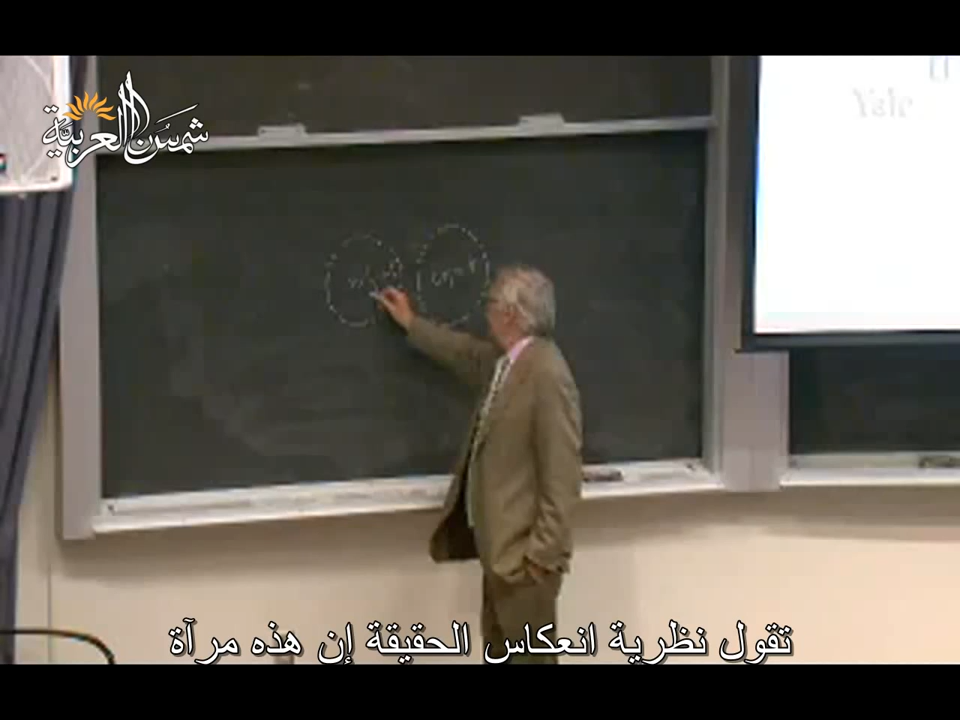 شمس العربية
Yale
تقول نظرية انعكاس الحقيقة إن هذه مرآة